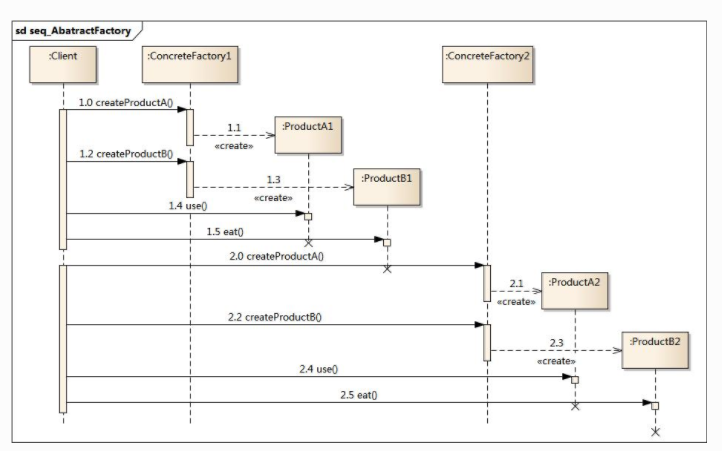 sd seq_AbatractFactory
:Client
:ConcreteFactory1
:ConcreteFactory2
1.0 createProductA()
1.1
:ProductA1
«create»
1.2 createProductB()
1.3
:ProductB1
«create»
1.4 use()
1.5 eat()
2.0 createProductA()
2.1
:ProductA2
«create»
2.2 createProductB()
2.3
:ProductB2
«create»
2.4 use()
2.5 eat()